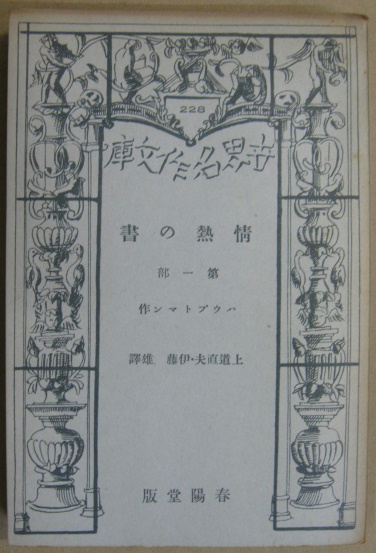 228
世界名作文庫
情熱の書
第一部
ハウプトマン作
上道直夫・伊藤 雄譯
春陽堂版